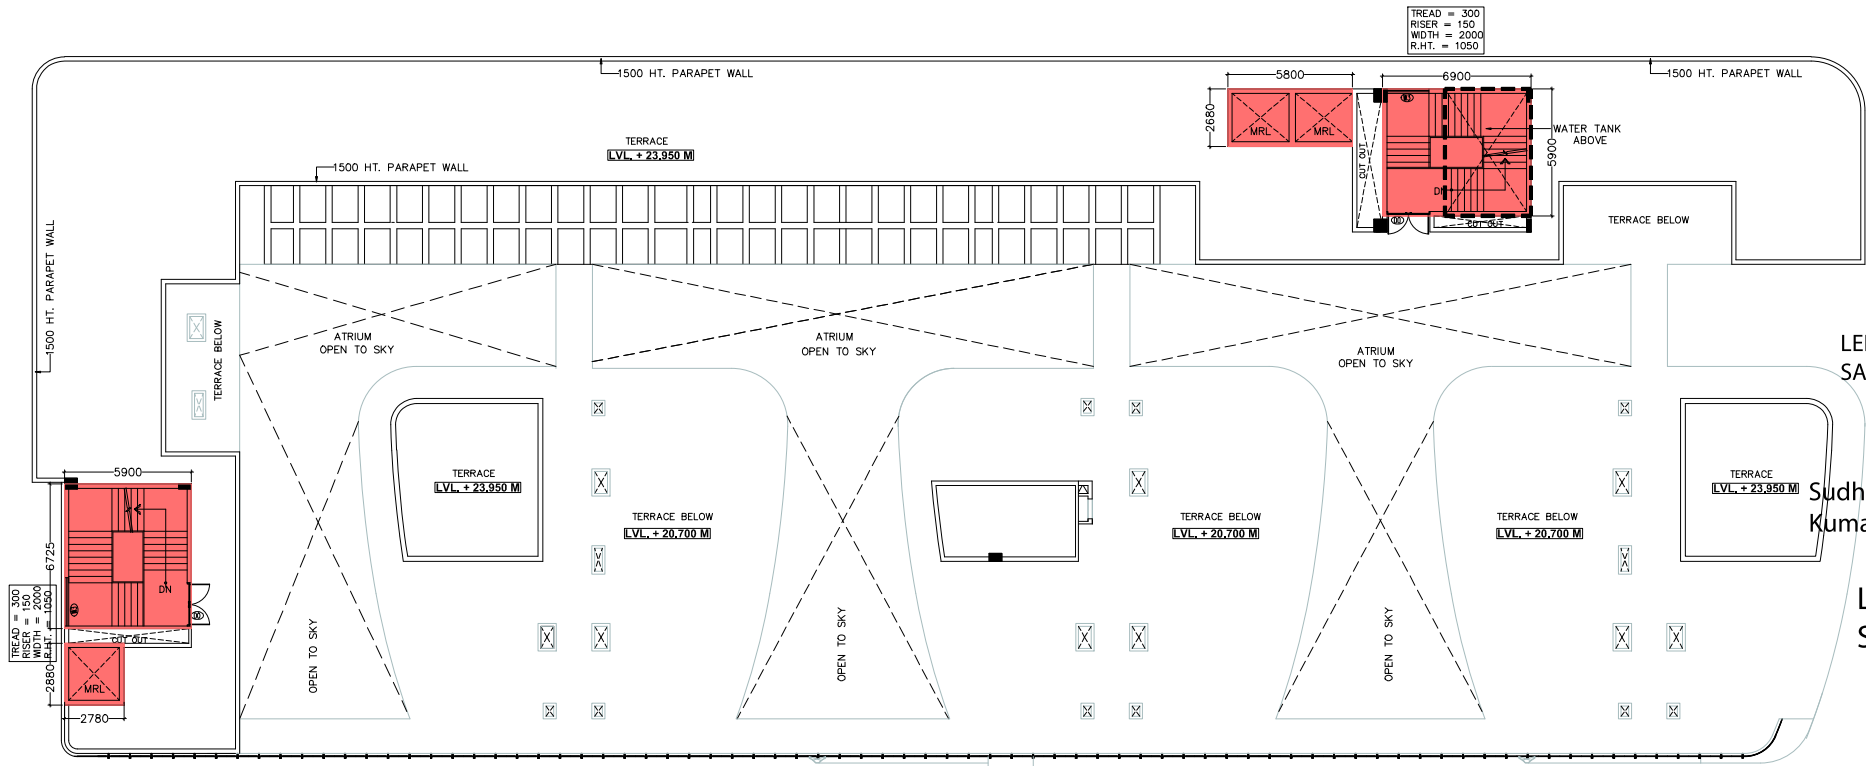 TREAD = 300
RISER = 150
WIDTH = 2000
R.HT. = 1050
1500 HT. PARAPET WALL
1500 HT. PARAPET WALL
5800
6900
2680
MRL
MRL
CUT OUT
DN
WATER TANK
ABOVE
5900
CUT OUT
TERRACE
LVL. + 23.950 M
1500 HT. PARAPET WALL
TERRACE BELOW
1500 HT. PARAPET WALL
TERRACE BELOW
ATRIUM
OPEN TO SKY
ATRIUM
OPEN TO SKY
ATRIUM
OPEN TO SKY
LE
SA
5900
6725
DN
TREAD = 300
RISER = 150
WIDTH = 2000
R.HT. = 1050
CUT OUT
2880
MRL
2780
TERRACE
LVL. + 23.950 M
TERRACE BELOW
LVL. + 20.700 M
TERRACE BELOW
LVL. + 20.700 M
TERRACE BELOW
LVL. + 20.700 M
TERRACE
LVL. + 23.950 M
Sudh
Kuma
OPEN TO SKY
OPEN TO SKY
OPEN TO SKY
L
S